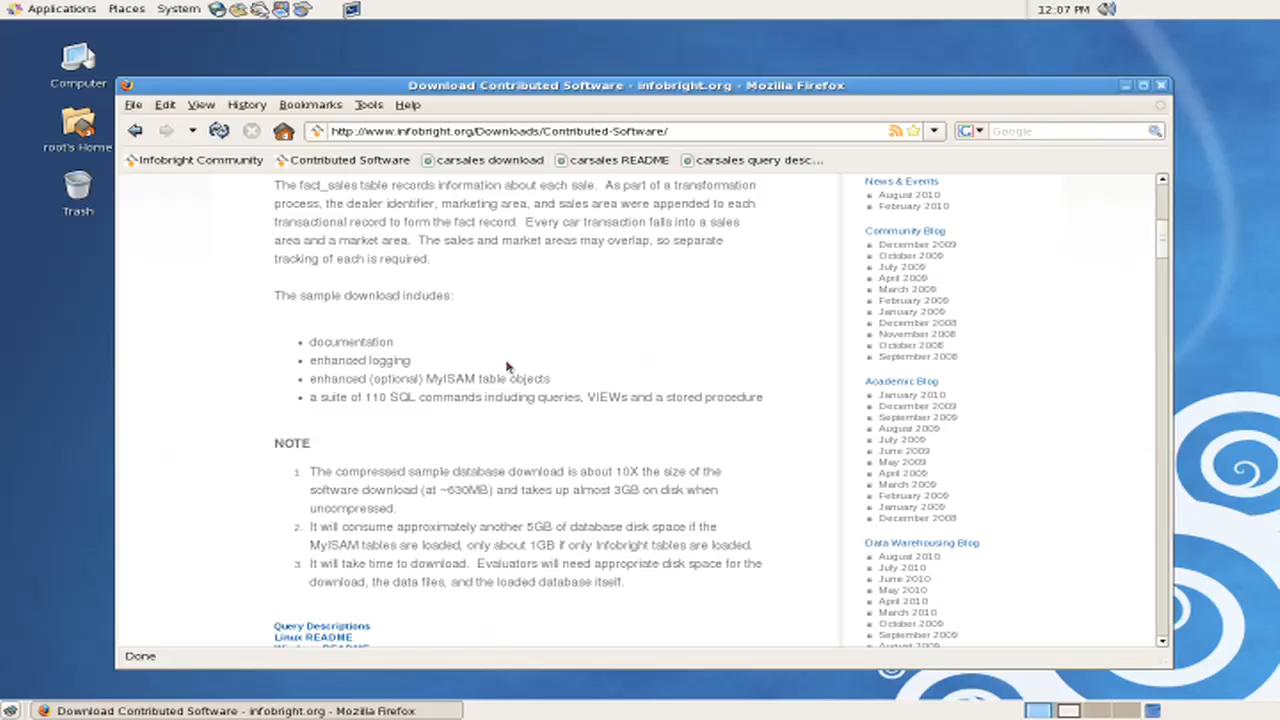 Applications Places System
12:07 PM
Computer
root's Home
Trash
Download Contributed Software - infobright.org - Mozilla Firefox
File Edit View History Bookmarks Tools Help
http://www.infobright.org/Downloads/Contributed-Software/
Google
Infobright Community Contributed Software carsales download carsales README carsales query desc...
The fact_sales table records information about each sale. As part of a transformation
process, the dealer identifier, marketing area, and sales area were appended to each
transactional record to form the fact record. Every car transaction falls into a sales
area and a market area. The sales and market areas may overlap, so separate
tracking of each is required.
The sample download includes:
• documentation
• enhanced logging
• enhanced (optional) MyISAM table objects
• a suite of 110 SQL commands including queries, VIEWs and a stored procedure
NOTE
1. The compressed sample database download is about 10X the size of the
software download (at ~630MB) and takes up almost 3GB on disk when
uncompressed.
2. It will consume approximately another 5GB of database disk space if the
MyISAM tables are loaded, only about 1GB if only Infobright tables are loaded.
3. It will take time to download. Evaluators will need appropriate disk space for the
download, the data files, and the loaded database itself.
Query Descriptions
Linux README
News & Events
August 2010
February 2010
Community Blog
December 2009
October 2009
July 2009
April 2009
March 2009
February 2009
January 2009
December 2008
November 2008
October 2008
September 2008
Academic Blog
January 2010
December 2009
September 2009
August 2009
July 2009
June 2009
May 2009
April 2009
March 2009
February 2009
January 2009
December 2008
Data Warehousing Blog
August 2010
July 2010
June 2010
May 2010
April 2010
March 2010
October 2009
September 2009
August 2009
Done
Download Contributed Software - infobright.org - Mozilla Firefox